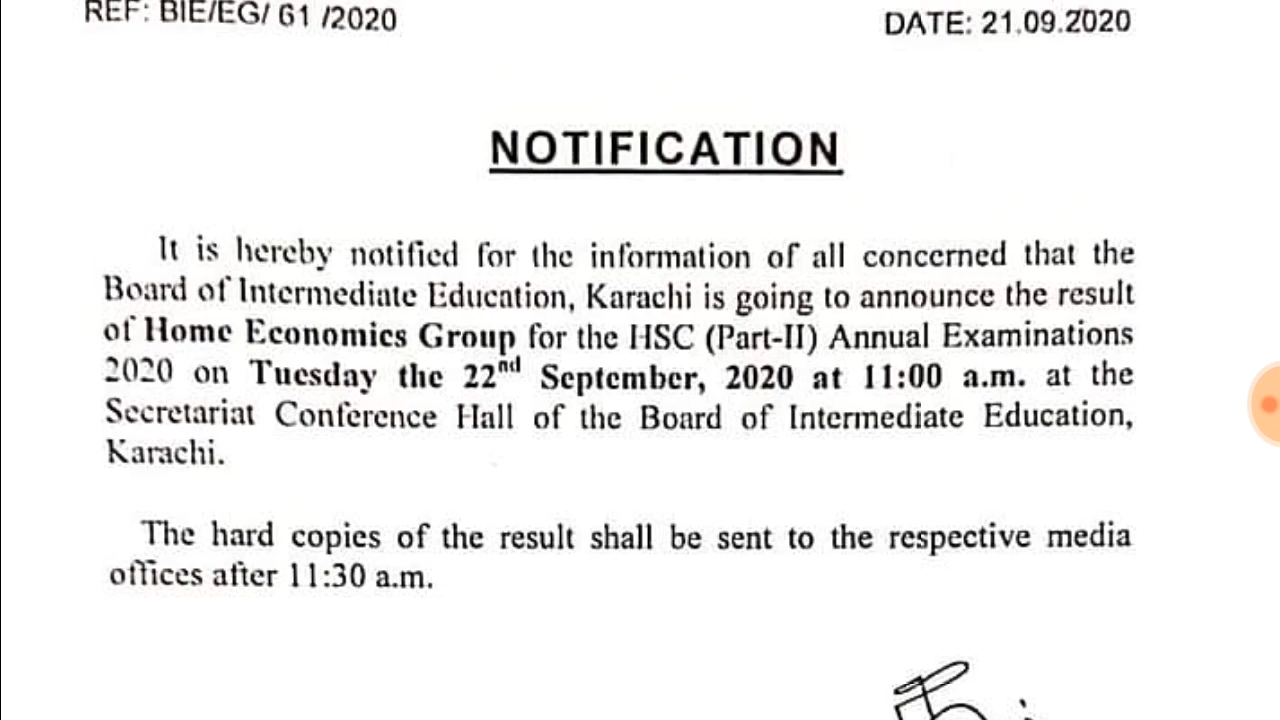 REF: BIE/EG/ 61 /2020
DATE: 21.09.2020
NOTIFICATION
It is hereby notified for the information of all concerned that the
Board of Intermediate Education, Karachi is going to announce the result
of Home Economics Group for the HSC (Part-II) Annual Examinations
2020 on Tuesday the 22nd September, 2020 at 11:00 a.m. at the
Secretariat Conference Hall of the Board of Intermediate Education,
Karachi.
The hard copies of the result shall be sent to the respective media
offices after 11:30 a.m.